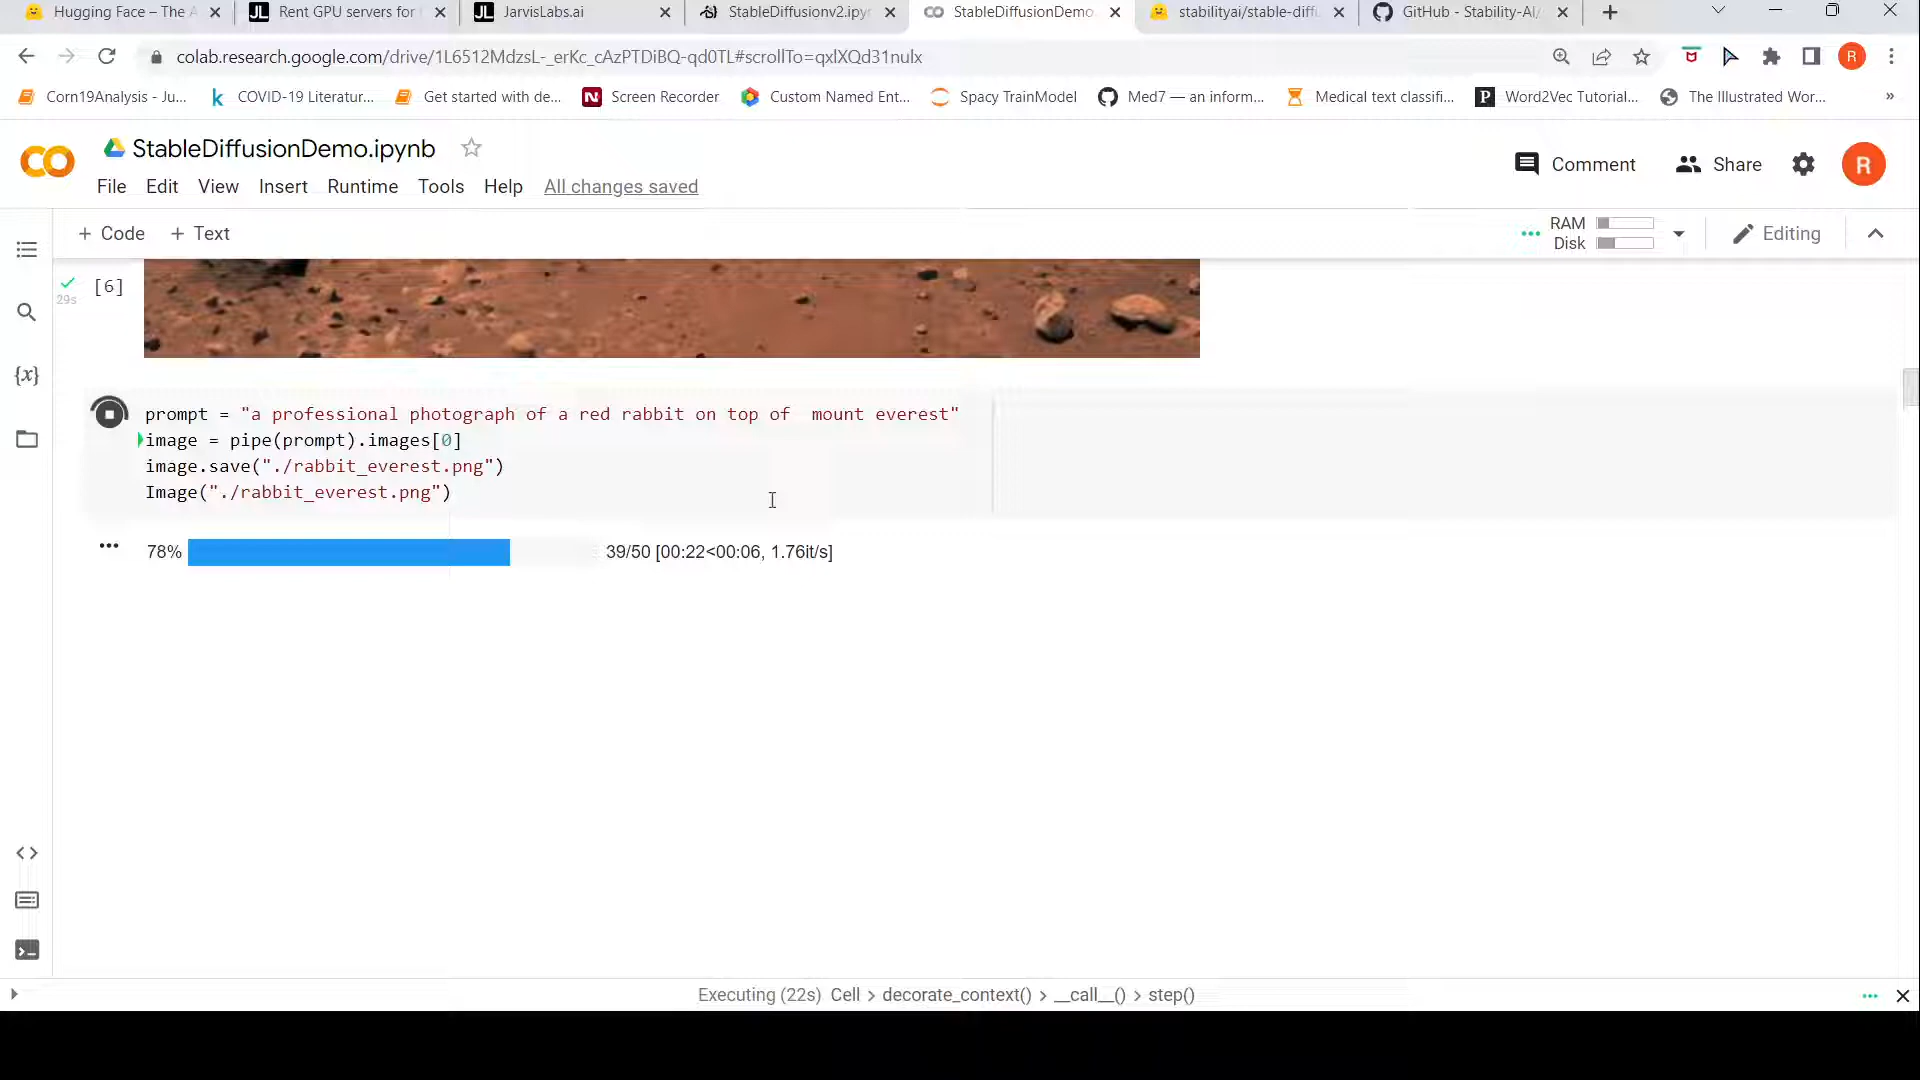 Hugging Face – The A
Rent GPU servers for
JarvisLabs.ai
StableDiffusionv2.ipyn
StableDiffusionDemo
stabilityai/stable-diffu
GitHub - Stability-AI/
colab.research.google.com/drive/1L6512MdzsL-_erKc_cAzPTDiBQ-qd0TL#scrollTo=qxlXQd31nulx
R
Corn19Analysis - Ju...
COVID-19 Literatur...
Get started with de...
Screen Recorder
Custom Named Ent...
Spacy TrainModel
Med7 — an inform...
Medical text classifi...
Word2Vec Tutorial...
The Illustrated Wor...
»
StableDiffusionDemo.ipynb
Comment
Share
R
File Edit View Insert Runtime Tools Help All changes saved
+ Code + Text
RAM
Disk
Editing
[6]
29s
{x}
prompt = "a professional photograph of a red rabbit on top of  mount everest"
image = pipe(prompt).images[0]
image.save("./rabbit_everest.png")
Image("./rabbit_everest.png")
78% 39/50 [00:22<00:06, 1.76it/s]
Executing (22s) Cell > decorate_context() > __call__() > step()